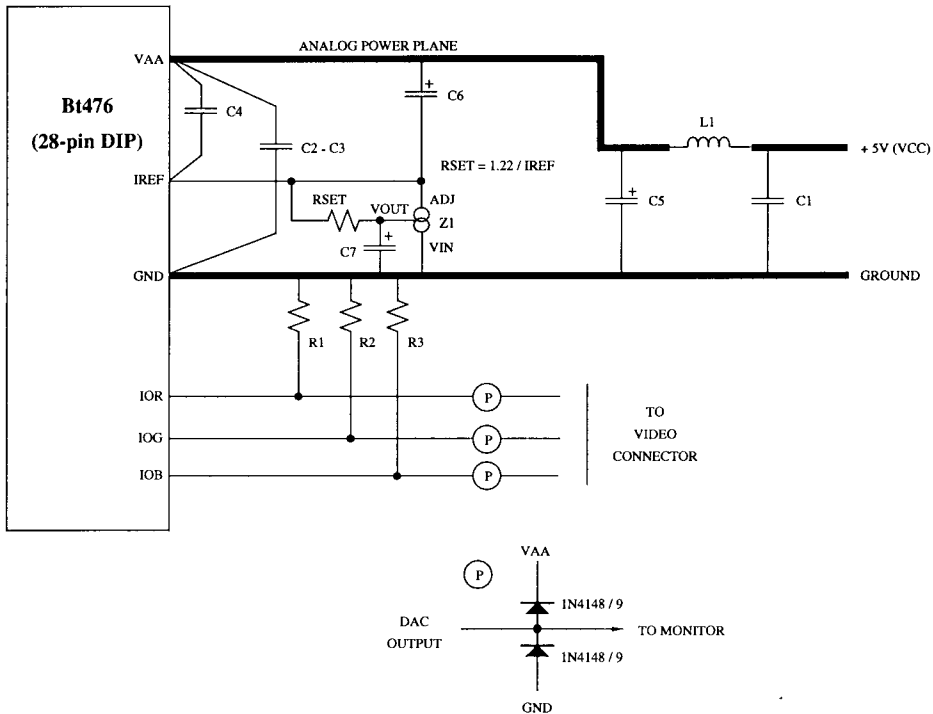 ANALOG POWER PLANE
VAA
Bt476
(28-pin DIP)
C4
C6
+
L1
C2 - C3
+ 5V (VCC)
RSET = 1.22 / IREF
IREF
RSET
ADJ
+
C5
C1
VOUT
Z1
+
C7
VIN
GND
GROUND
R1
R2
R3
IOR
P
IOG
P
IOB
P
TO
VIDEO
CONNECTOR
VAA
P
1N4148 / 9
DAC
OUTPUT
TO MONITOR
1N4148 / 9
GND